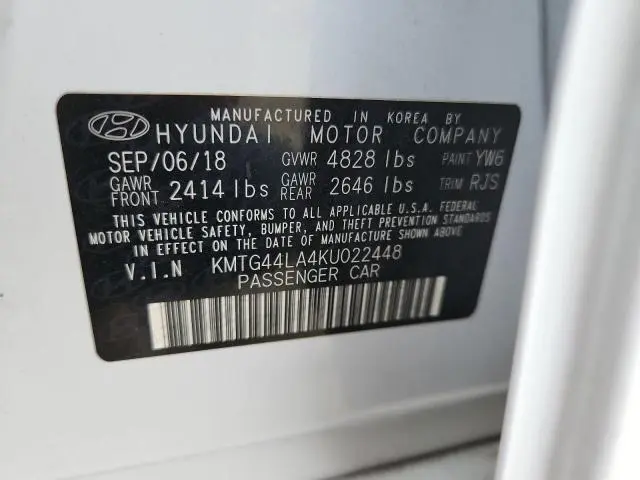 MANUFACTURED IN KOREA BY
HYUNDAI MOTOR COMPANY
SEP/06/18 GVWR 4828 lbs PAINT YW6
GAWR FRONT 2414 lbs GAWR REAR 2646 lbs TRIM RJS
THIS VEHICLE CONFORMS TO ALL APPLICABLE U.S.A. FEDERAL
MOTOR VEHICLE SAFETY, BUMPER, AND THEFT PREVENTION STANDARDS
IN EFFECT ON THE DATE OF MANUFACTURE SHOWN ABOVE.
V.I.N KMTG44LA4KU022448
PASSENGER CAR